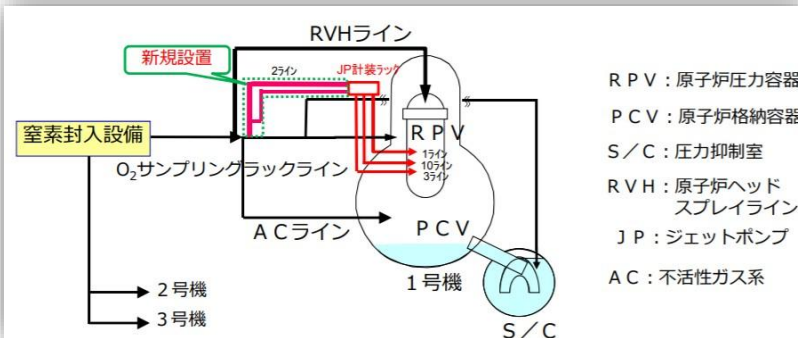 RVHライン
新規設置
2ライン
JP計装ラック
窒素封入設備
O₂サンプリングラックライン
RPV
1ライン
10ライン
3ライン
ACライン
PCV
1号機
S/C
2号機
3号機
RPV:原子炉圧力容器
PCV:原子炉格納容器
S/C:圧力抑制室
RVH:原子炉ヘッド
スプレイライン
JP:ジェットポンプ
AC:不活性ガス系